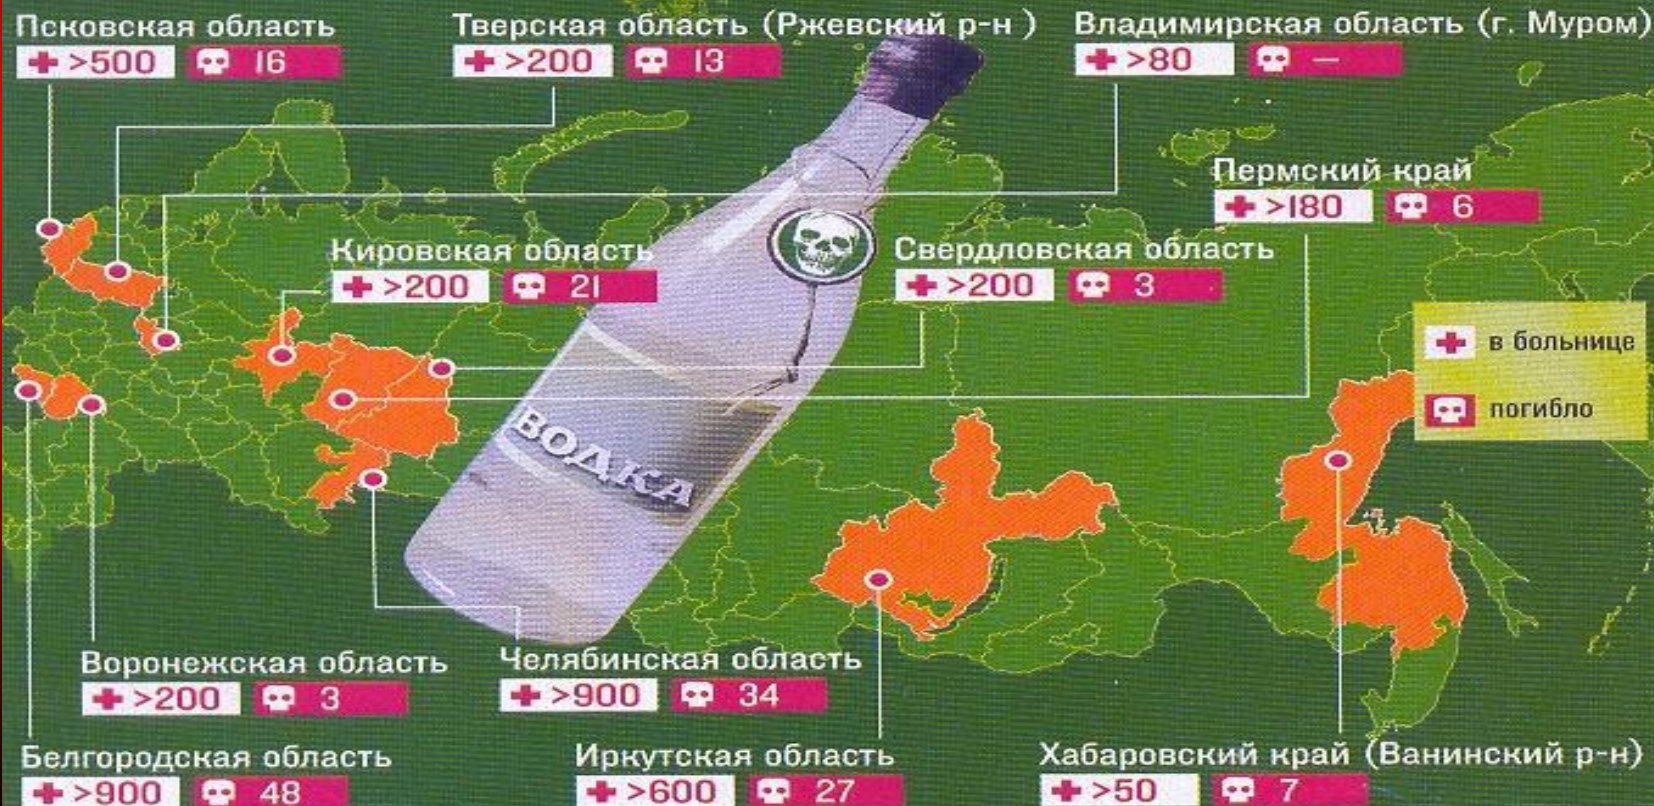 Псковская область
>500 16
Тверская область (Ржевский р-н )
>200 13
Владимирская область (г. Муром)
>80 —
Пермский край
>180 6
Кировская область
>200 21
Свердловская область
>200 3
в больнице
погибло
ВОДКА
Воронежская область
>200 3
Челябинская область
>900 34
Белгородская область
>900 48
Иркутская область
>600 27
Хабаровский край (Ванинский р-н)
>50 7